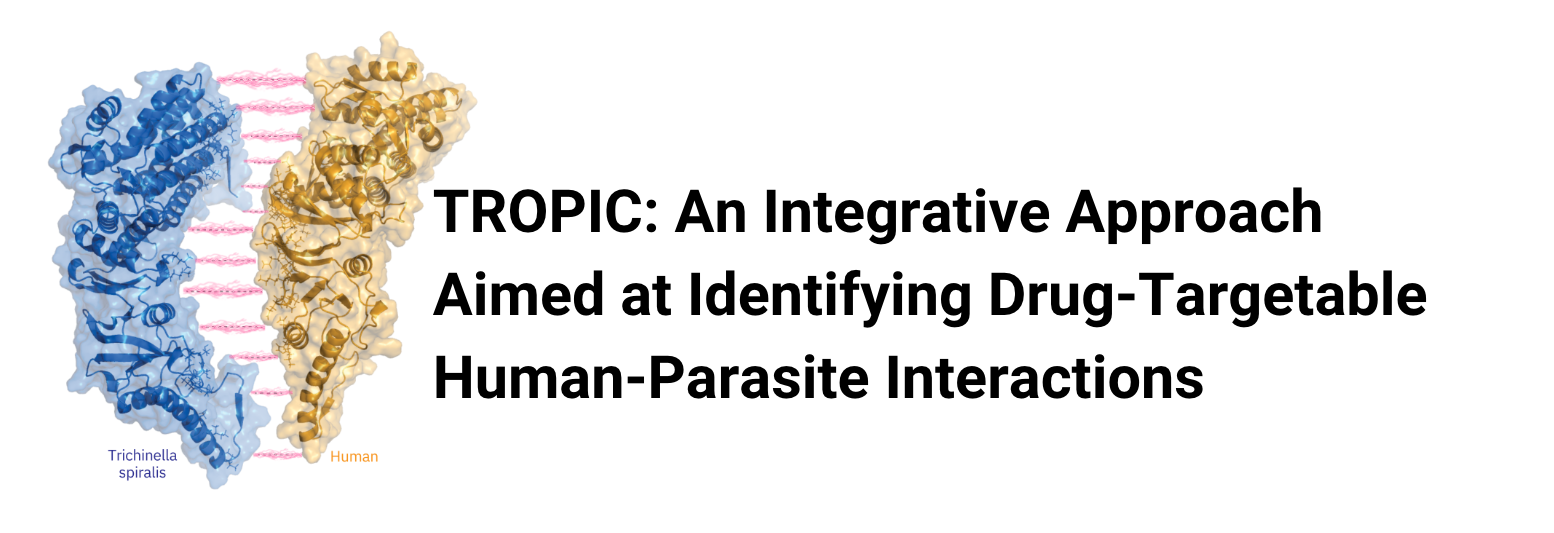 TROPIC: An Integrative Approach
Aimed at Identifying Drug-Targetable
Human-Parasite Interactions
Trichinella
spiralis
Human